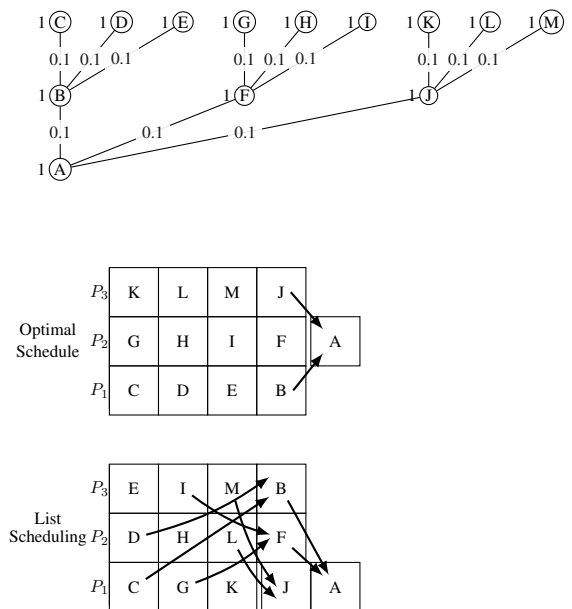 1 C 1 D 1 E 1 G 1 H 1 I 1 K 1 L 1 M
0.1 0.1 0.1 0.1 0.1 0.1 0.1 0.1 0.1
1 B 1 F 1 J
0.1 0.1 0.1
1 A
P3 K L M J
Optimal Schedule P2 G H I F A
P1 C D E B
P3 E I M B
List Scheduling P2 D H L F
P1 C G K J A